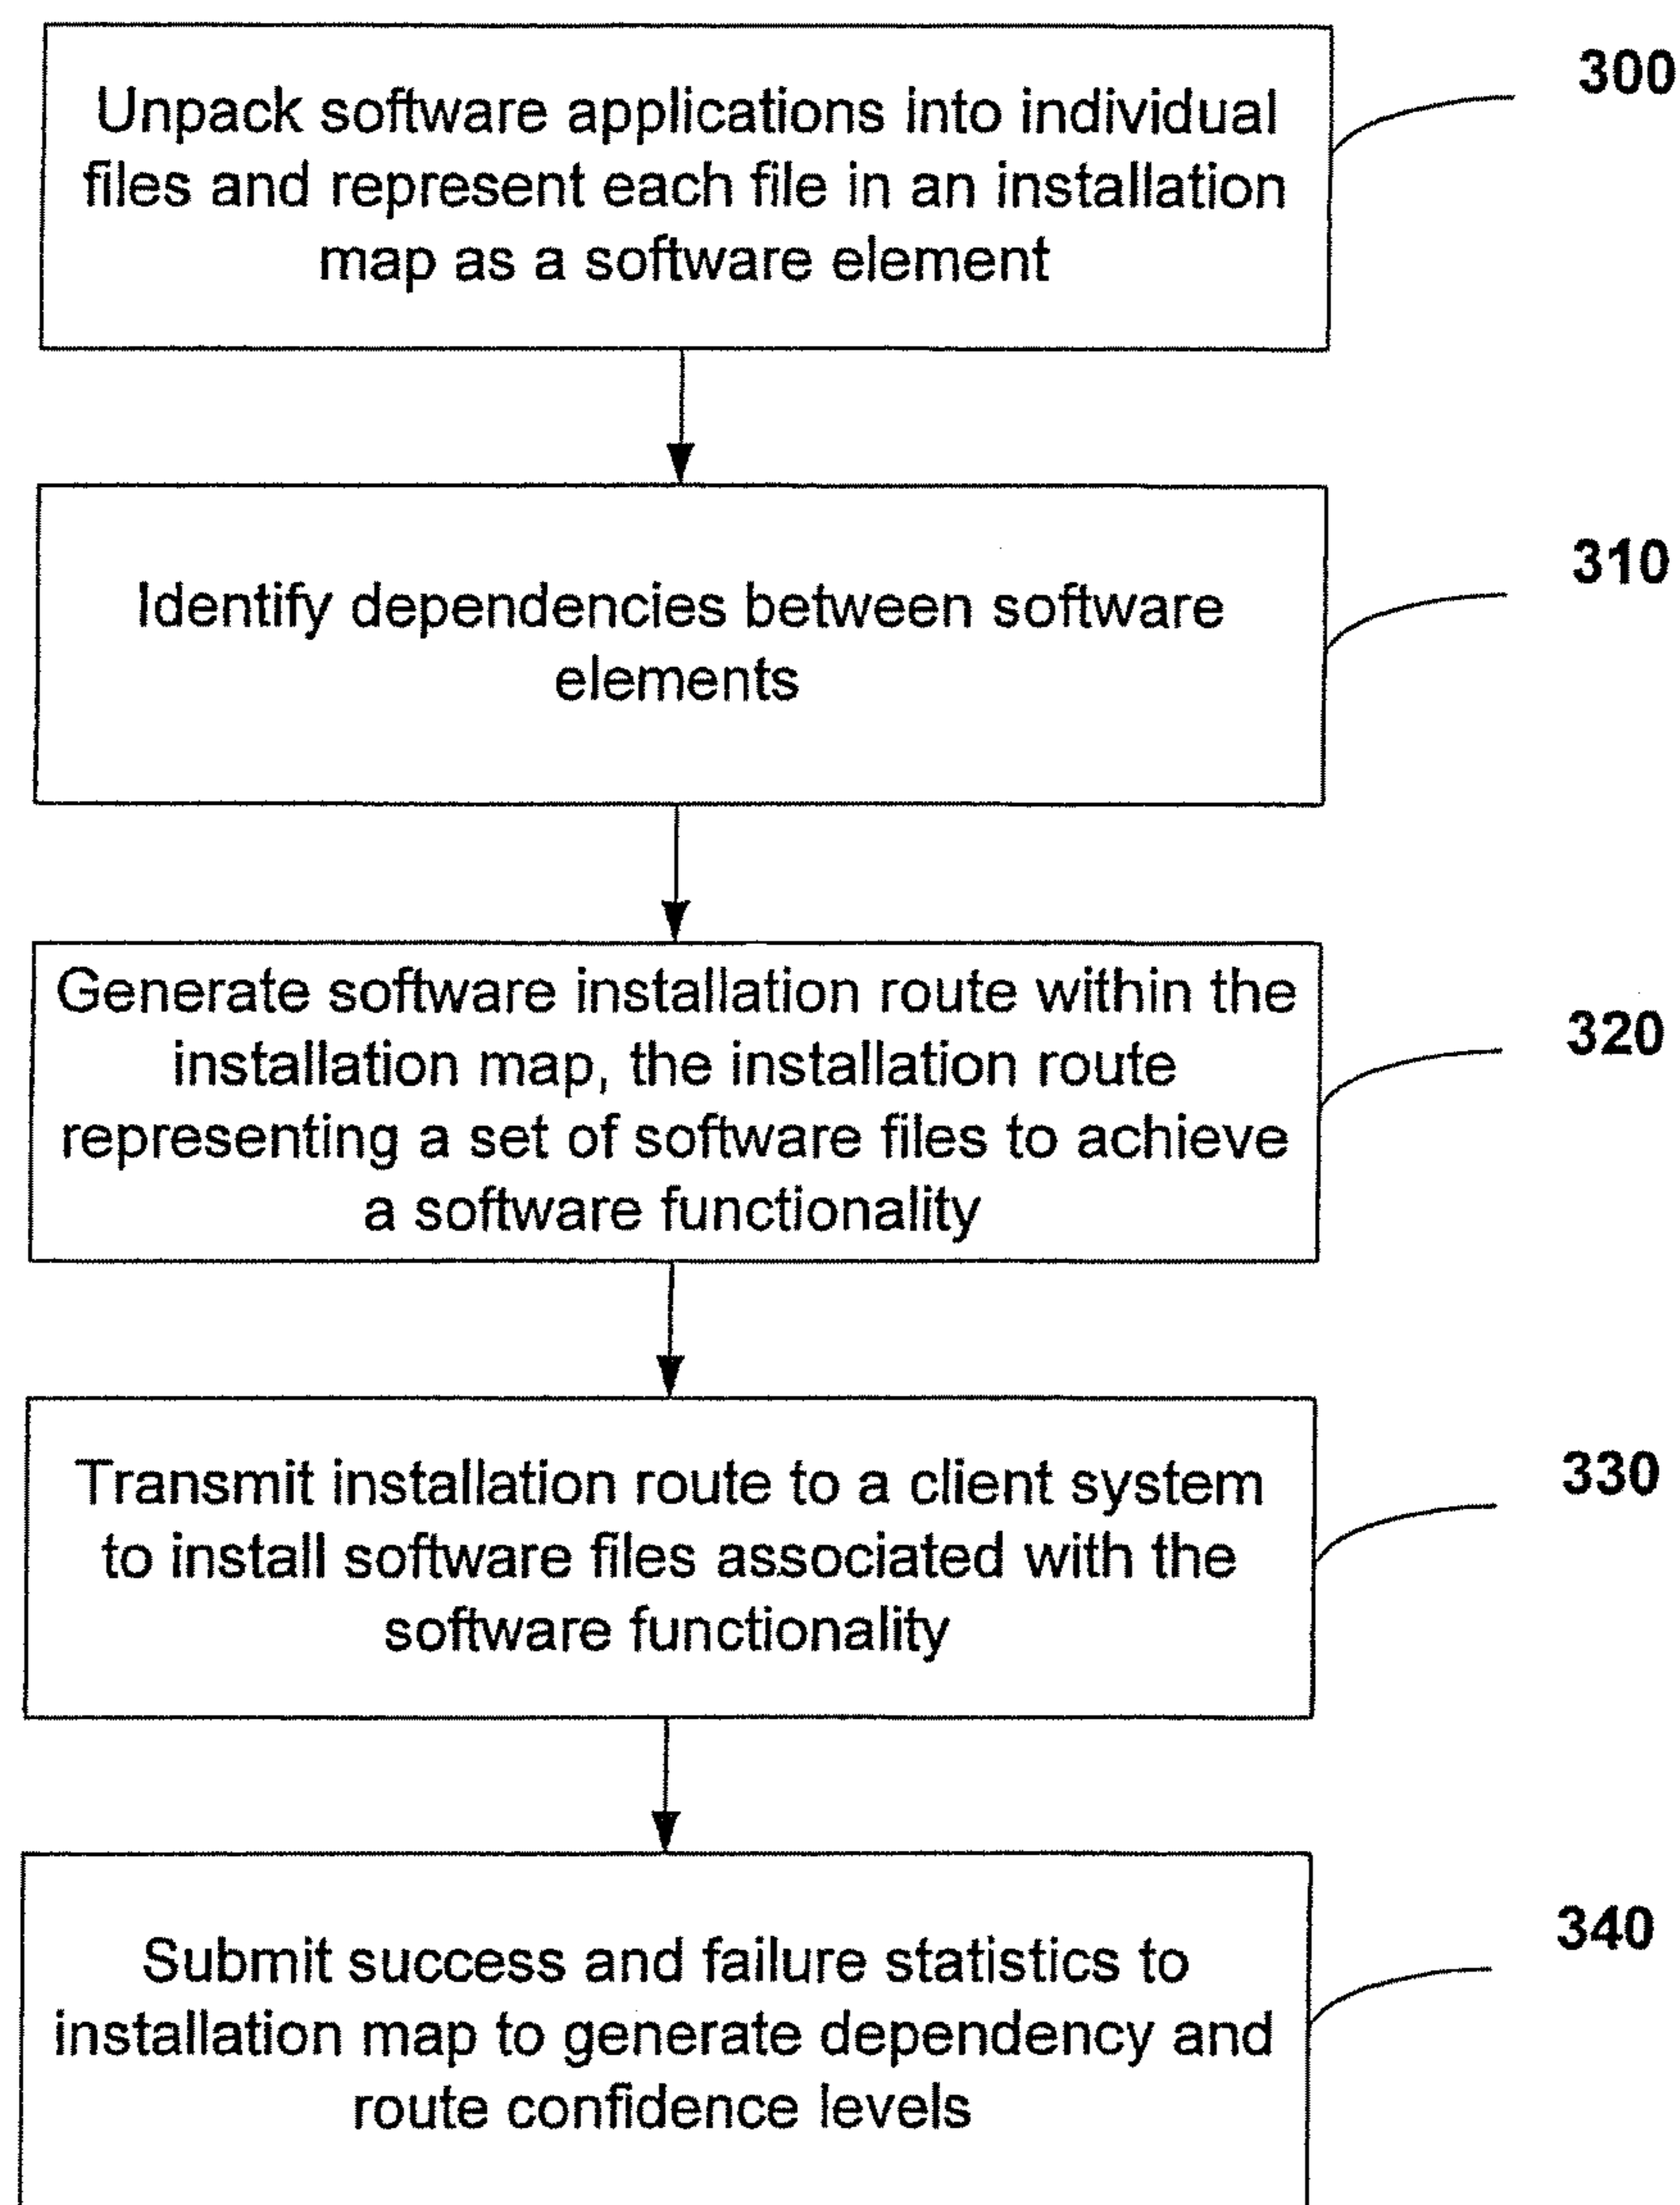 Unpack software applications into individual
files and represent each file in an installation
map as a software element
300
Identify dependencies between software
elements
310
Generate software installation route within the
installation map, the installation route
representing a set of software files to achieve
a software functionality
320
Transmit installation route to a client system
to install software files associated with the
software functionality
330
Submit success and failure statistics to
installation map to generate dependency and
route confidence levels
340